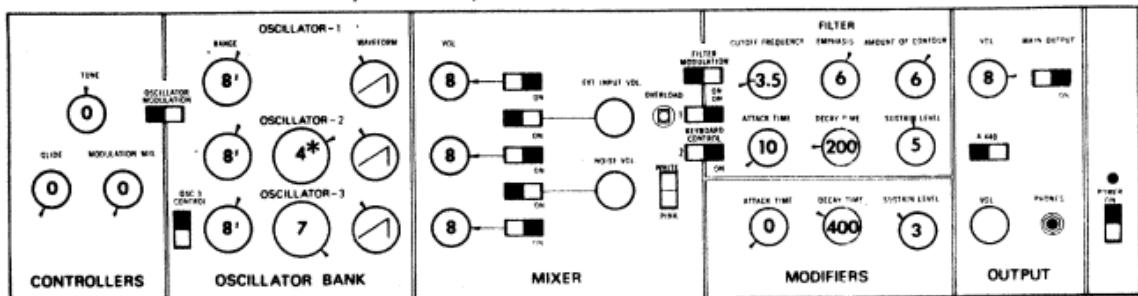 OSCILLATOR-1
RANGE
WAVEFORM
8'
TUNE
0
OSCILLATOR
MODULATION
OSCILLATOR-2
8'
4*
GLIDE
MODULATION MIX
0
0
OSC 3
CONTROL
OSCILLATOR-3
8'
7
CONTROLLERS
OSCILLATOR BANK
VOL
8
ON
EXT INPUT VOL.
OVERLOAD
ON
8
ON
NOISE VOL
WHITE
ON
PINK
8
ON
MIXER
FILTER
FILTER
MODULATION
ON
ON
1
KEYBOARD
CONTROL
2
ON
CUTOFF FREQUENCY
EMPHASIS
AMOUNT OF CONTOUR
3.5
6
6
ATTACK TIME
DECAY TIME
SUSTAIN LEVEL
10
200
5
ATTACK TIME
DECAY TIME
SUSTAIN LEVEL
0
400
3
MODIFIERS
VOL
MAIN OUTPUT
8
ON
A 440
VOL
PHONES
OUTPUT
POWER
ON